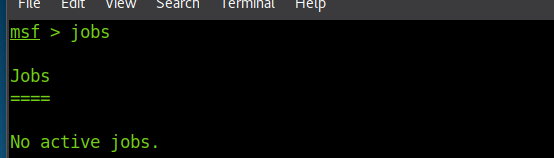 File Edit View Search Terminal Help
msf > jobs
Jobs
====
No active jobs.